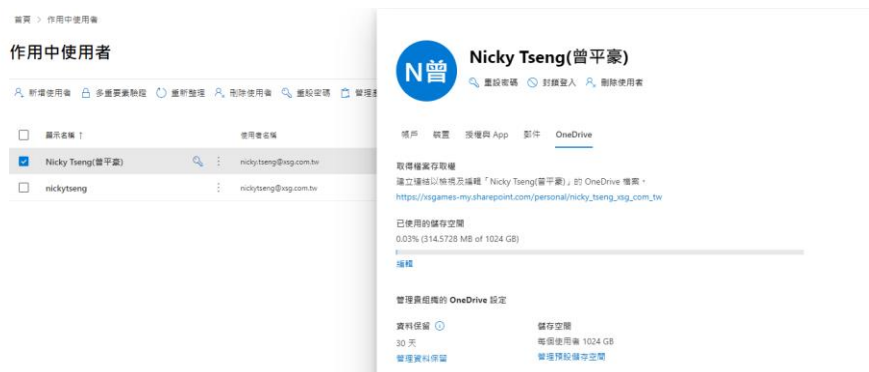 首頁 > 作用中使用者
作用中使用者
新增使用者 多重要素驗證 重新整理 刪除使用者 重設密碼 管理產
顯示名稱 ↑ 使用者名稱
Nicky Tseng(曾平豪) nicky.tseng@xsg.com.tw
nickytseng nickytseng@xsg.com.tw
N曾
Nicky Tseng(曾平豪)
重設密碼 封鎖登入 刪除使用者
帳戶 裝置 授權與 App 郵件 OneDrive
取得檔案存取權
建立連結以檢視及編輯「Nicky Tseng(曾平豪)」的 OneDrive 檔案。
https://xsgames-my.sharepoint.com/personal/nicky_tseng_xsg_com_tw
已使用的儲存空間
0.03% (314.5728 MB of 1024 GB)
編輯
管理貴組織的 OneDrive 設定
資料保留 儲存空間
30 天 每個使用者 1024 GB
管理資料保留 管理預設儲存空間